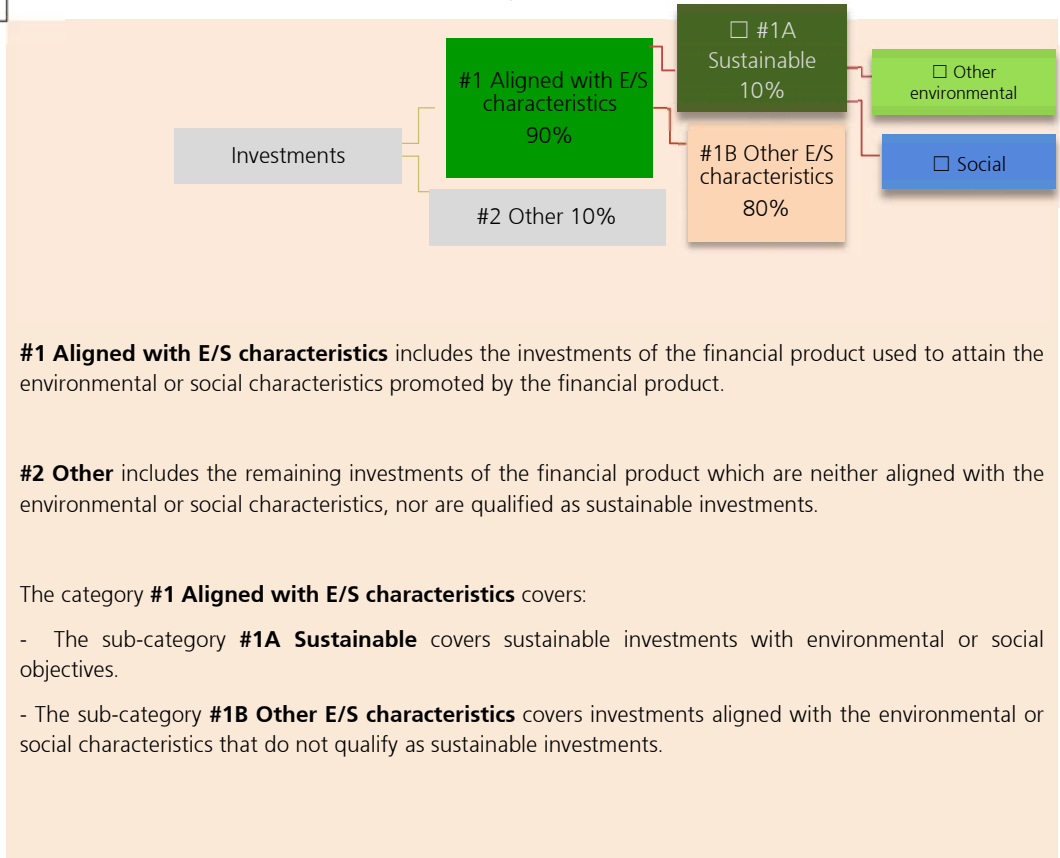 ☐ #1A
Sustainable
10%
#1 Aligned with E/S
characteristics
90%
☐ Other
environmental
Investments
#1B Other E/S
characteristics
80%
☐ Social
#2 Other 10%
#1 Aligned with E/S characteristics includes the investments of the financial product used to attain the
environmental or social characteristics promoted by the financial product.
#2 Other includes the remaining investments of the financial product which are neither aligned with the
environmental or social characteristics, nor are qualified as sustainable investments.
The category #1 Aligned with E/S characteristics covers:
- The sub-category #1A Sustainable covers sustainable investments with environmental or social
objectives.
- The sub-category #1B Other E/S characteristics covers investments aligned with the environmental or
social characteristics that do not qualify as sustainable investments.